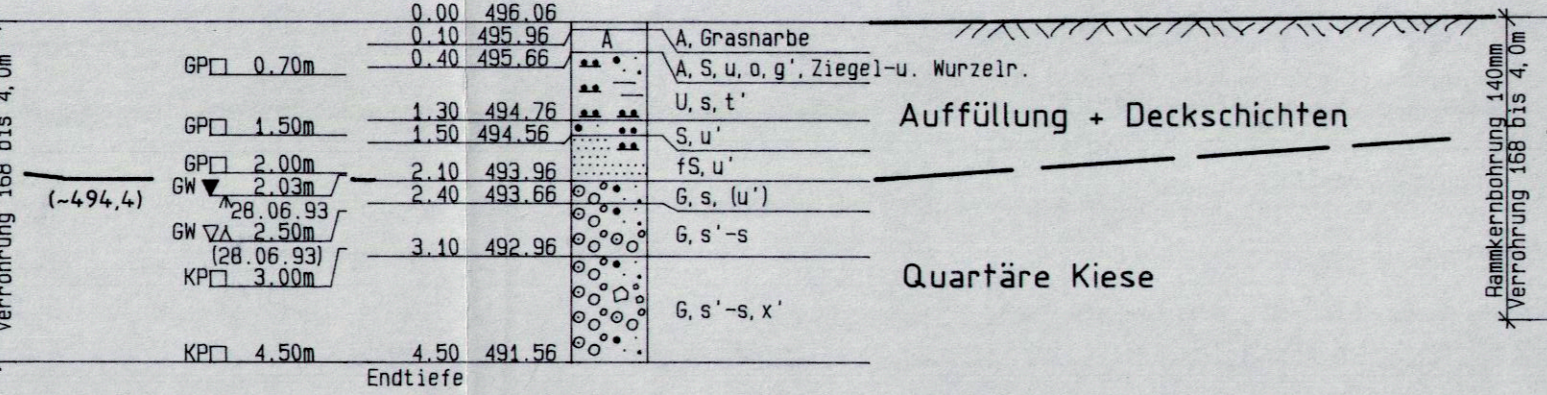 Verrohrung 168 bis 4,0m
0.00 496.06
0.10 495.96
A
A, Grasnarbe
GP 0.70m
0.40 495.66
A, S, u, o, g', Ziegel-u. Wurzelr.
1.30 494.76
U, s, t'
Auffüllung + Deckschichten
GP 1.50m
1.50 494.56
S, u'
GP 2.00m
2.10 493.96
fS, u'
(~494,4)
GW 2.03m
28.06.93
2.40 493.66
G, s, (u')
GW 2.50m
(28.06.93)
3.10 492.96
G, s'-s
KP 3.00m
Quartäre Kiese
G, s'-s, x'
KP 4.50m
4.50 491.56
Endtiefe
Rammkernbohrung 140mm
Verrohrung 168 bis 4,0m